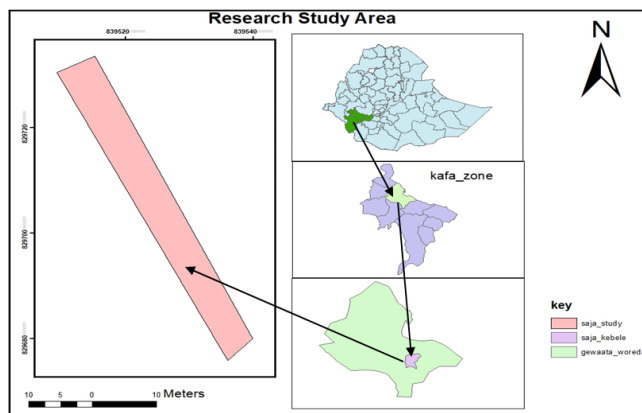 Research Study Area
839520
839540
N
829720
829700
829680
kafa_zone
key
saja_study
saja_kebele
gewaata_woreda
10 5 0 10 Meters